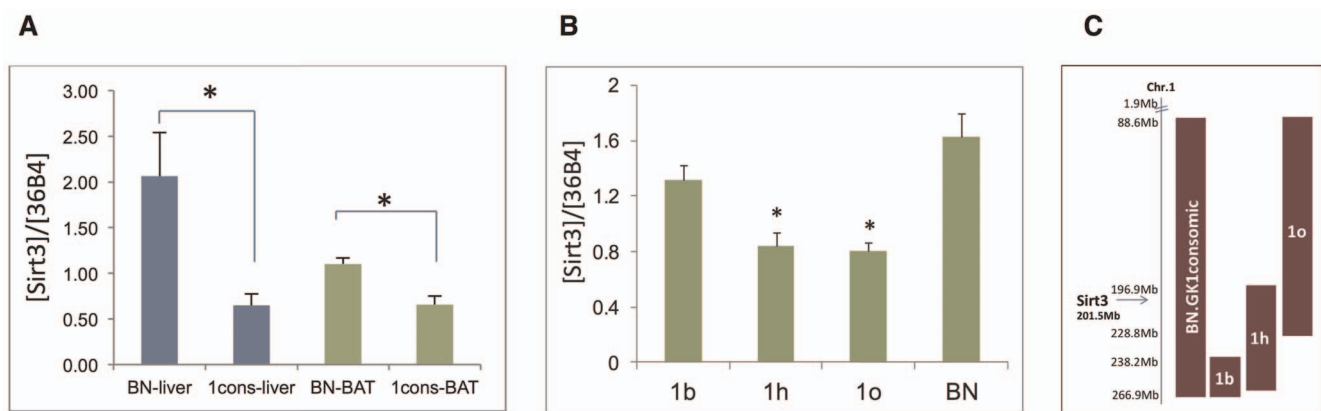 A
B
C
3.00
2.50
2.00
1.50
1.00
0.50
0.00
[Sirt3]/[36B4]
*
*
BN-liver 1cons-liver BN-BAT 1cons-BAT
2
1.6
1.2
0.8
0.4
0
[Sirt3]/[36B4]
*
*
1b 1h 1o BN
Chr.1
1.9Mb
88.6Mb
196.9Mb
Sirt3
201.5Mb
228.8Mb
238.2Mb
266.9Mb
BN.GK1consomic
1b
1h
1o